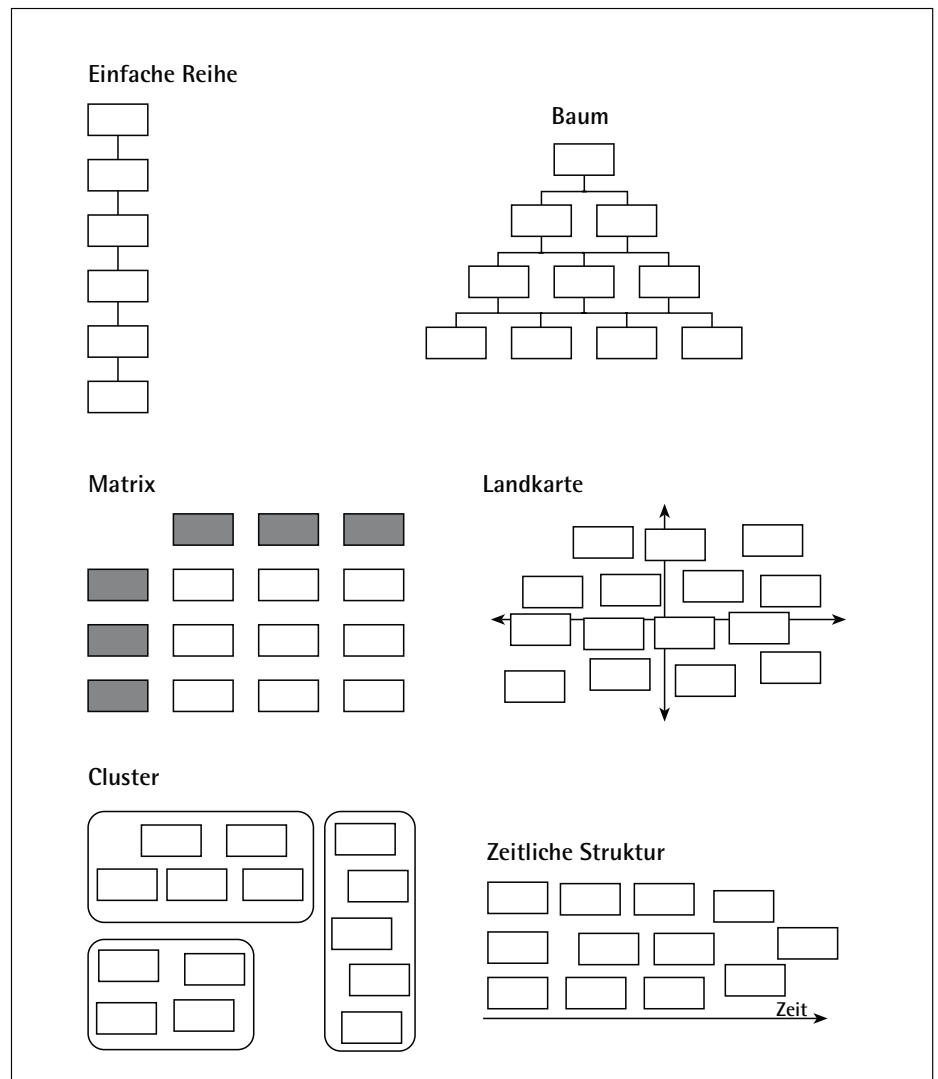 Einfache Reihe
Baum
Matrix
Landkarte
Cluster
Zeitliche Struktur
Zeit